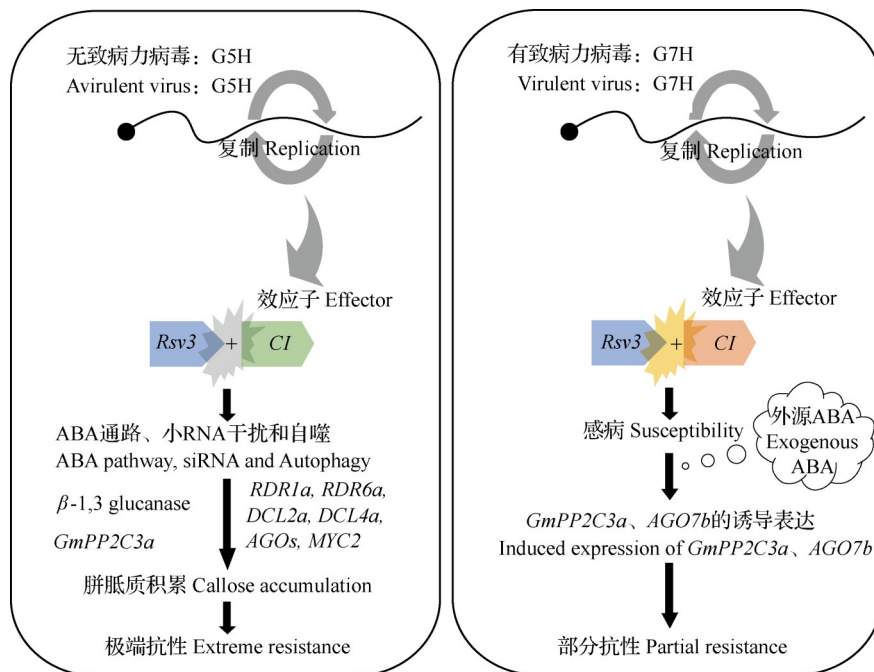 无致病力病毒：G5H
Avirulent virus：G5H
复制 Replication
效应子 Effector
Rsv3 + CI
ABA通路、小RNA干扰和自噬
ABA pathway, siRNA and Autophagy
β-1,3 glucanase
GmPP2C3a
RDR1a, RDR6a,
DCL2a, DCL4a,
AGOs, MYC2
胼胝质积累 Callose accumulation
极端抗性 Extreme resistance
有致病力病毒：G7H
Virulent virus：G7H
复制 Replication
效应子 Effector
Rsv3 + CI
感病 Susceptibility
外源ABA
Exogenous
ABA
GmPP2C3a、AGO7b的诱导表达
Induced expression of GmPP2C3a、AGO7b
部分抗性 Partial resistance